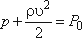 p + ρυ²/2 = P₀